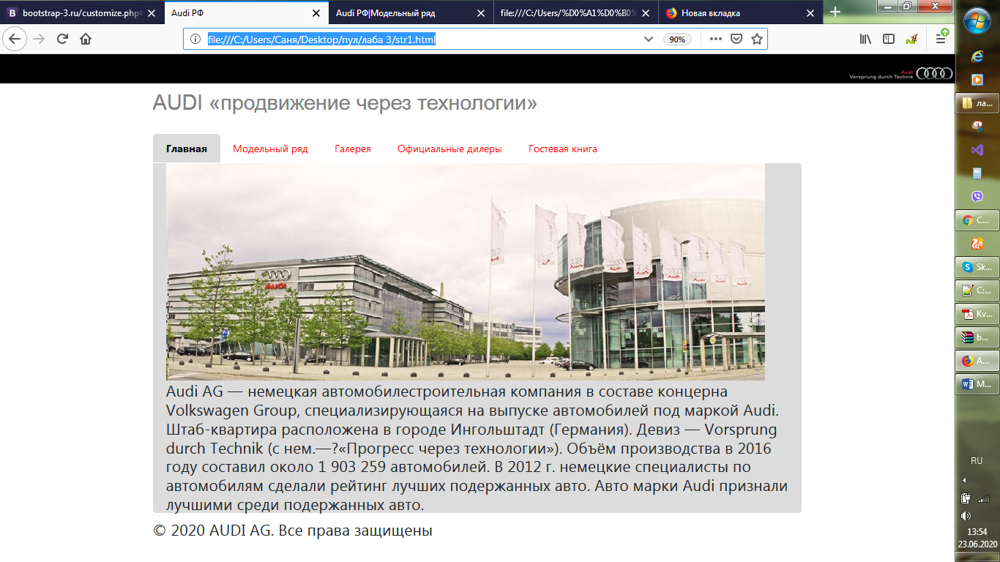 bootstrap-3.ru/customize.php#
Audi РФ
Audi РФ|Модельный ряд
file:///C:/Users/%D0%A1%D0%B0%
Новая вкладка
file:///C:/Users/Саня/Desktop/пул/лаба 3/str1.html
90%
Audi
Vorsprung durch Technik
AUDI «продвижение через технологии»
Главная
Модельный ряд
Галерея
Официальные дилеры
Гостевая книга
Audi
Audi AG — немецкая автомобилестроительная компания в составе концерна
Volkswagen Group, специализирующаяся на выпуске автомобилей под маркой Audi.
Штаб-квартира расположена в городе Ингольштадт (Германия). Девиз — Vorsprung
durch Technik (с нем.—?«Прогресс через технологии»). Объём производства в 2016
году составил около 1 903 259 автомобилей. В 2012 г. немецкие специалисты по
автомобилям сделали рейтинг лучших подержанных авто. Авто марки Audi признали
лучшими среди подержанных авто.
© 2020 AUDI AG. Все права защищены
ла...
C...
Sk...
C:...
Kv...
b...
A...
M...
RU
13:54
23.06.2020